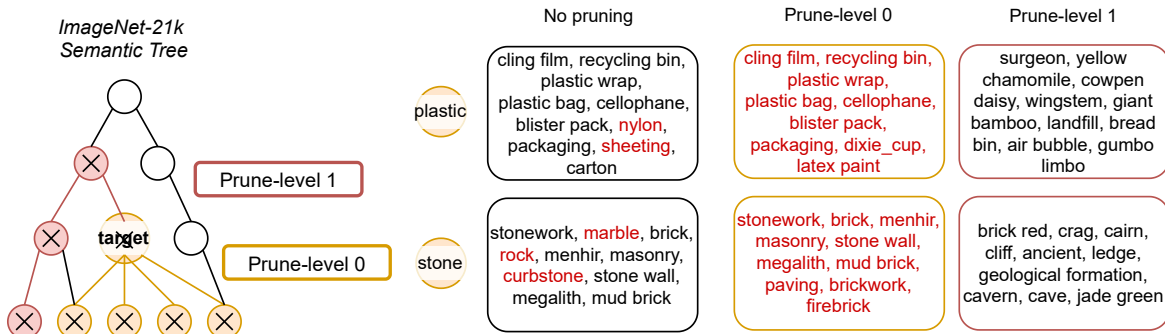 ImageNet-21k
Semantic Tree
target
Prune-level 1
Prune-level 0
No pruning
Prune-level 0
Prune-level 1
plastic
cling film, recycling bin,
plastic wrap,
plastic bag, cellophane,
blister pack, nylon,
packaging, sheeting,
carton
cling film, recycling bin,
plastic wrap,
plastic bag, cellophane,
blister pack,
packaging, dixie_cup,
latex paint
surgeon, yellow
chamomile, cowpen
daisy, wingstem, giant
bamboo, landfill, bread
bin, air bubble, gumbo
limbo
stone
stonework, marble, brick,
rock, menhir, masonry,
curbstone, stone wall,
megalith, mud brick
stonework, brick, menhir,
masonry, stone wall,
megalith, mud brick,
paving, brickwork,
firebrick
brick red, crag, cairn,
cliff, ancient, ledge,
geological formation,
cavern, cave, jade green